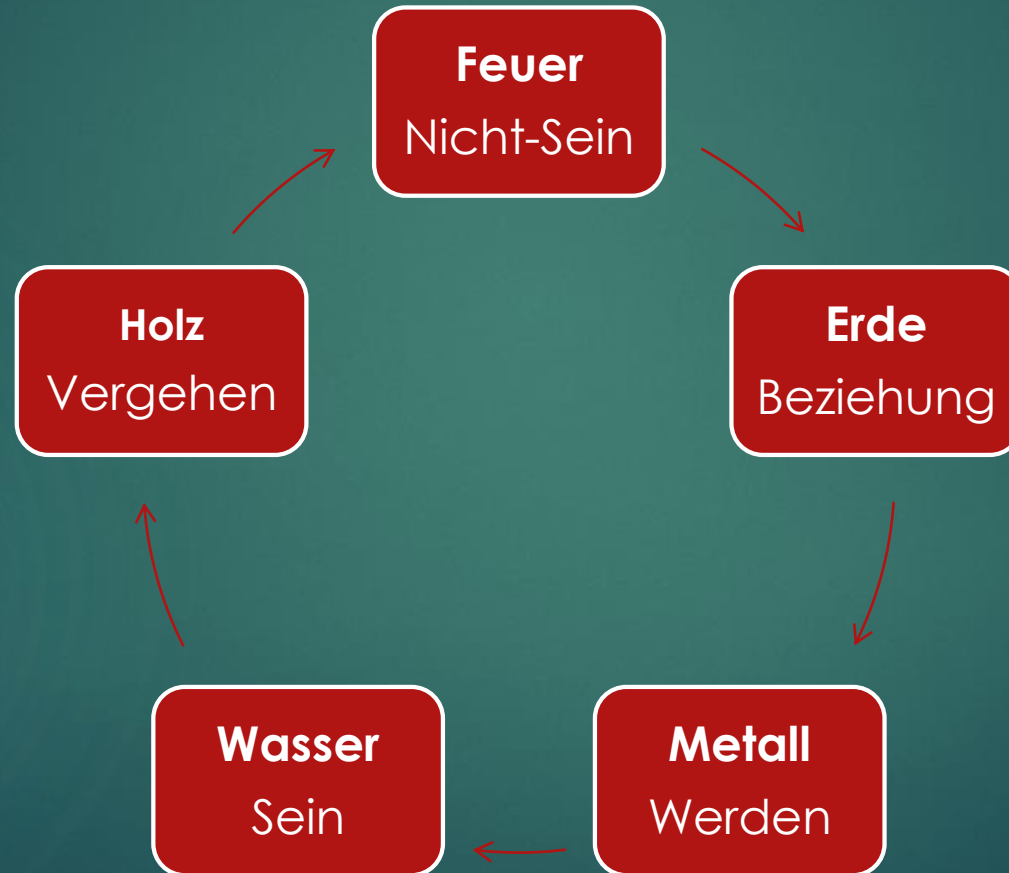 Feuer
Nicht-Sein
Erde
Beziehung
Metall
Werden
Wasser
Sein
Holz
Vergehen